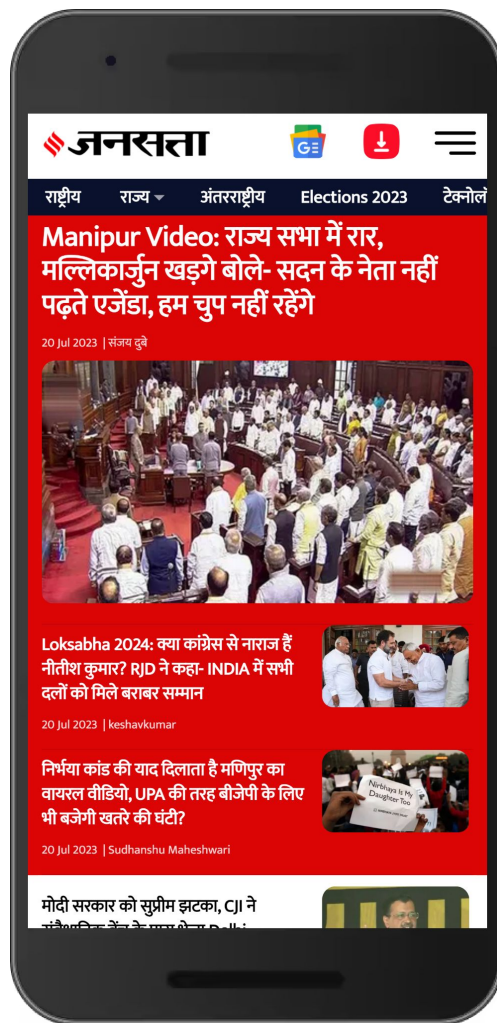 जनसत्ता
GE
राष्ट्रीय राज्य अंतरराष्ट्रीय Elections 2023 टेक्नोलॉ
Manipur Video: राज्य सभा में रार,
मल्लिकार्जुन खड़गे बोले- सदन के नेता नहीं
पढ़ते एजेंडा, हम चुप नहीं रहेंगे
20 Jul 2023 | संजय दुबे
Loksabha 2024: क्या कांग्रेस से नाराज हैं
नीतीश कुमार? RJD ने कहा- INDIA में सभी
दलों को मिले बराबर सम्मान
20 Jul 2023 | keshavkumar
निर्भया कांड की याद दिलाता है मणिपुर का
वायरल वीडियो, UPA की तरह बीजेपी के लिए
भी बजेगी खतरे की घंटी?
Nirbhaya Is My
Daughter Too
20 Jul 2023 | Sudhanshu Maheshwari
मोदी सरकार को सुप्रीम झटका, CJI ने
संवैधानिक बेंच के पास भेजा Delhi